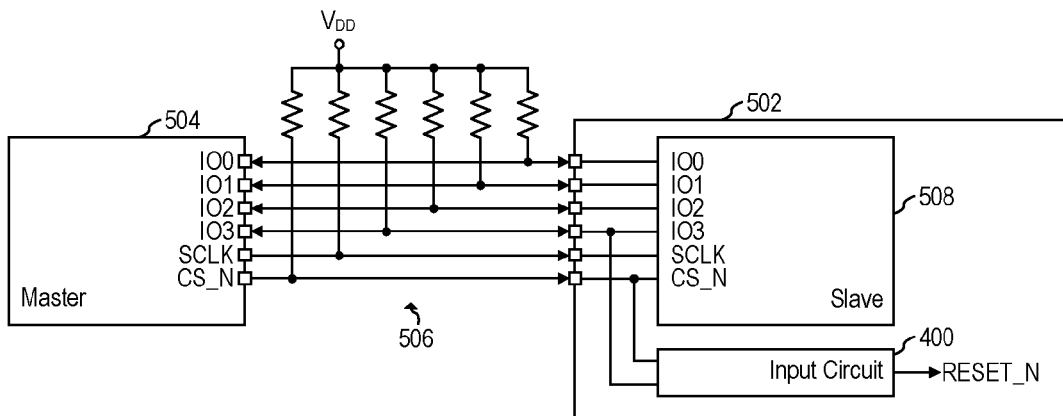 VDD
504
502
IO0
IO1
IO2
IO3
SCLK
CS_N
Master
506
IO0
IO1
IO2
IO3
SCLK
CS_N
Slave
508
400
Input Circuit
RESET_N